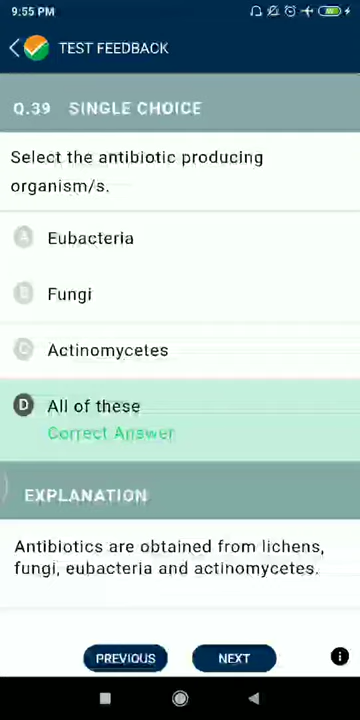 9:55 PM
TEST FEEDBACK
Q.39 SINGLE CHOICE
Select the antibiotic producing
organism/s.
A Eubacteria
B Fungi
C Actinomycetes
D All of these
Correct Answer
EXPLANATION
Antibiotics are obtained from lichens,
fungi, eubacteria and actinomycetes.
PREVIOUS NEXT